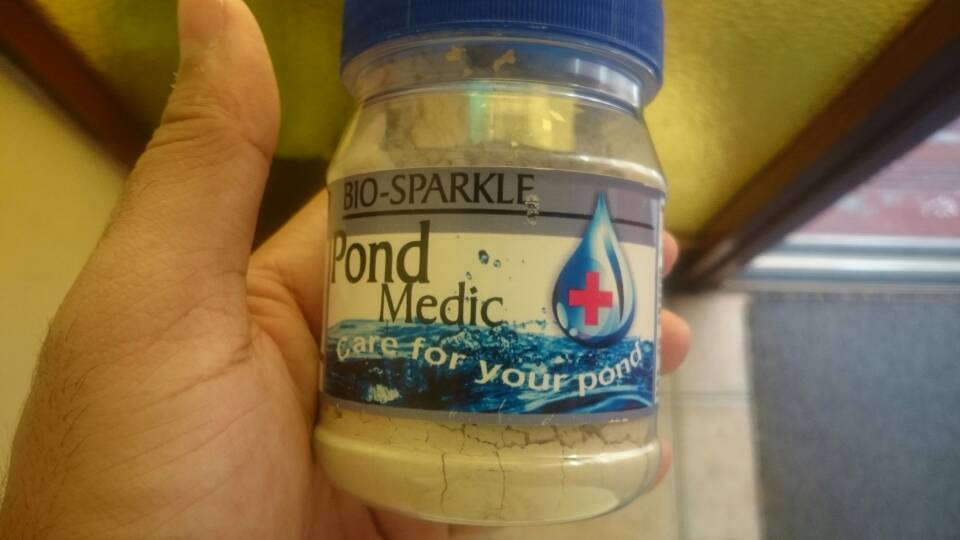 BIO-SPARKLE
Pond
Medic
Care for your pond